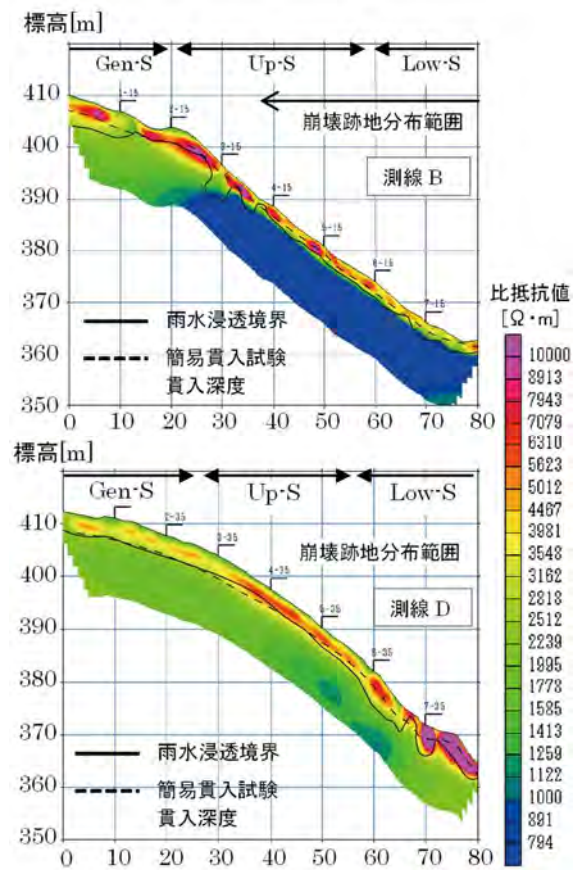 標高[m]
Gen-S Up-S Low-S
410
400
390
380
370
360
350
1-15
2-15
3-15
4-15
5-15
6-15
7-15
崩壊跡地分布範囲
測線 B
雨水浸透境界
簡易貫入試験
貫入深度
0 10 20 30 40 50 60 70 80
標高[m]
Gen-S Up-S Low-S
410
400
390
380
370
360
350
2-35
3-35
4-35
5-35
6-35
7-35
崩壊跡地分布範囲
測線 D
雨水浸透境界
簡易貫入試験
貫入深度
0 10 20 30 40 50 60 70 80
比抵抗値
[Ω・m]
10000
8913
7943
7079
6310
5623
5012
4467
3981
3548
3162
2818
2512
2239
1995
1778
1585
1413
1259
1122
1000
891
794